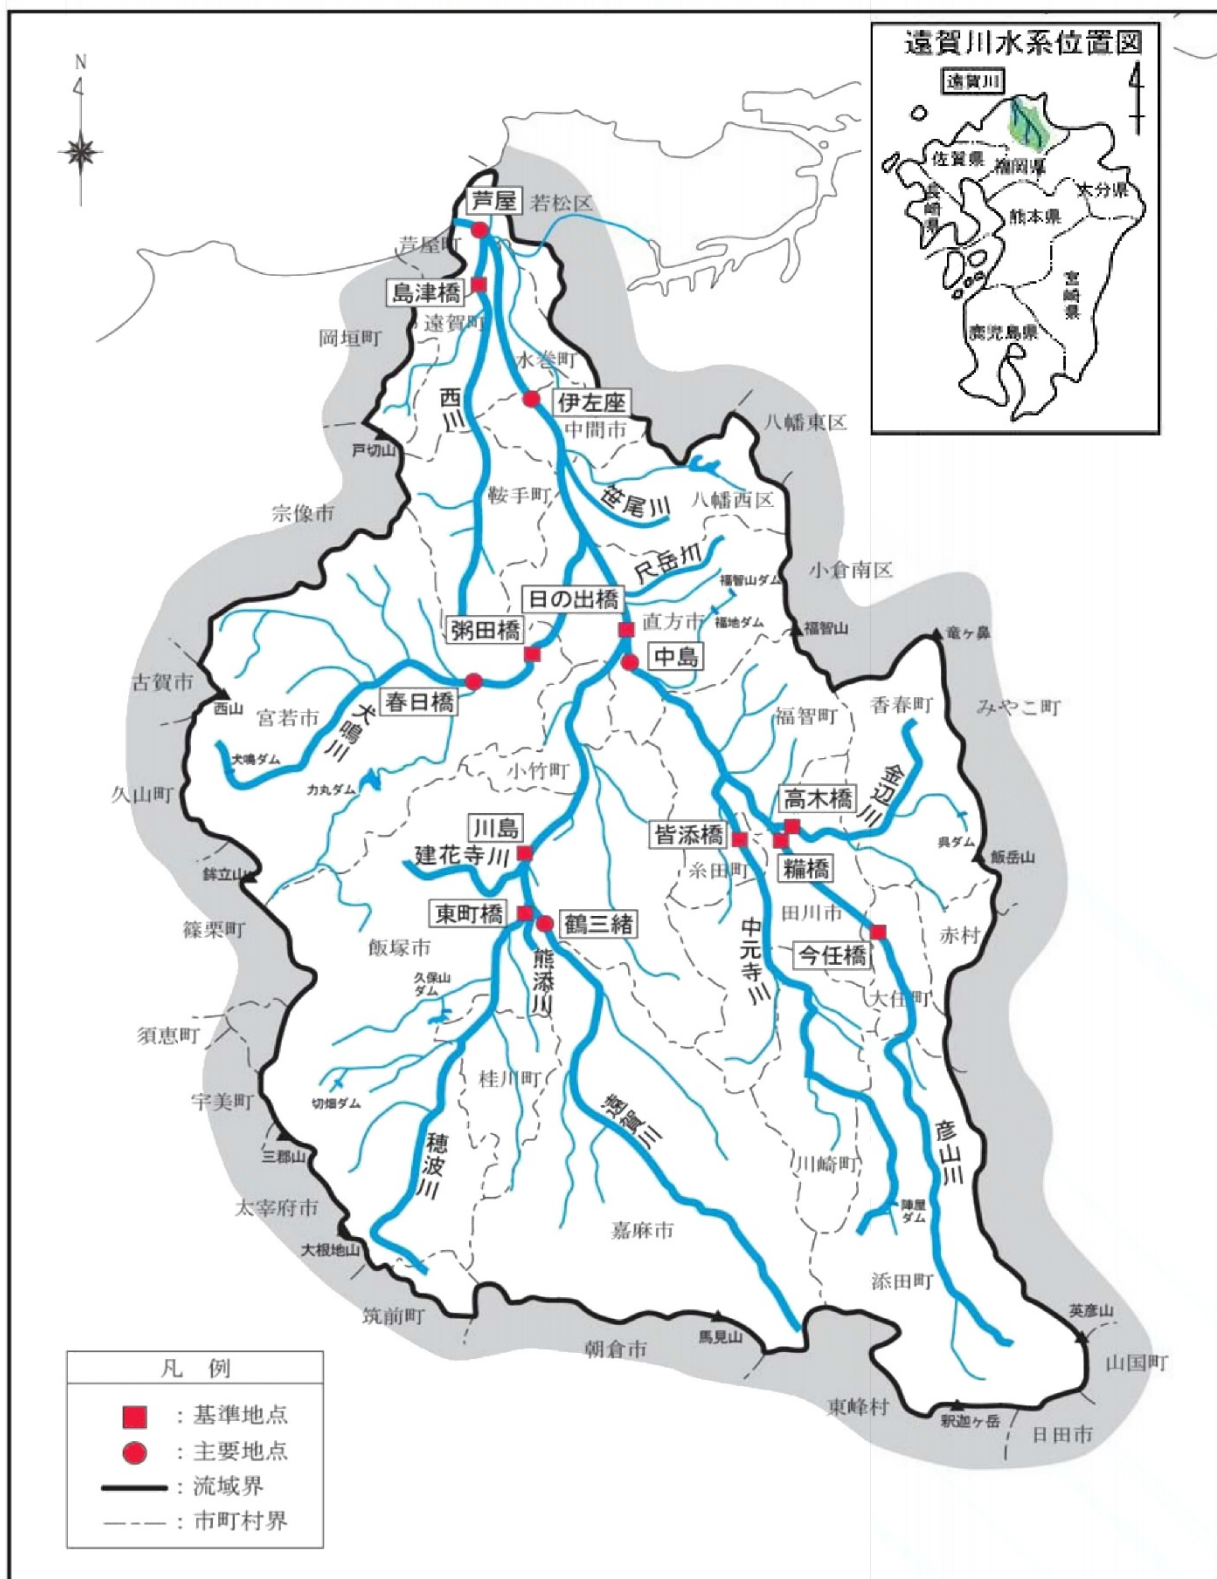 遠賀川水系位置図
遠賀川
佐賀県
福岡県
大分県
長崎県
熊本県
宮崎県
鹿児島県
N
芦屋
若松区
芦屋町
島津橋
遠賀町
岡垣町
水巻町
西川
伊左座
中間市
八幡東区
戸切山
鞍手町
笹尾川
八幡西区
宗像市
尺岳川
小倉南区
福智山ダム
日の出橋
福地ダム
直方市
福智山
竜ヶ鼻
粥田橋
中島
古賀市
西山
春日橋
宮若市
犬鳴川
福智町
香春町
みやこ町
犬鳴ダム
小竹町
力丸ダム
久山町
金辺川
高木橋
川島
皆添橋
呉ダム
建花寺川
糒橋
飯岳山
鉾立山
糸田町
東町橋
鶴三緒
田川市
篠栗町
飯塚市
熊添川
中元寺川
今任橋
赤村
久保山
ダム
大任町
須恵町
桂川町
切畑ダム
宇美町
遠賀川
穂波川
三郡山
川崎町
彦山川
太宰府市
陣屋
ダム
大根地山
嘉麻市
添田町
筑前町
馬見山
英彦山
朝倉市
山国町
東峰村
釈迦ヶ岳
日田市
凡 例
：基準地点
：主要地点
：流域界
：市町村界